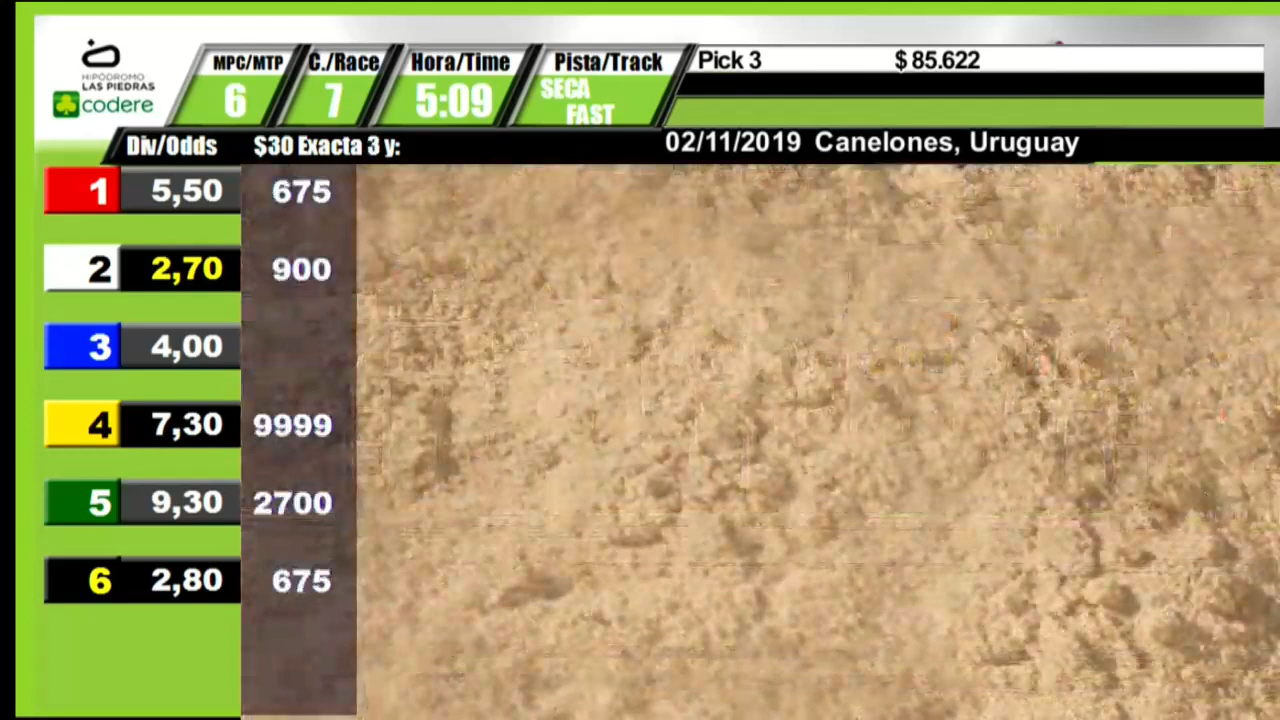 HIPÓDROMO
LAS PIEDRAS
codere
MPC/MTP
6
C./Race
7
Hora/Time
5:09
Pista/Track
SECA
FAST
Pick 3 $ 85.622
Div/Odds $30 Exacta 3 y: 02/11/2019 Canelones, Uruguay
1 5,50 675
2 2,70 900
3 4,00
4 7,30 9999
5 9,30 2700
6 2,80 675